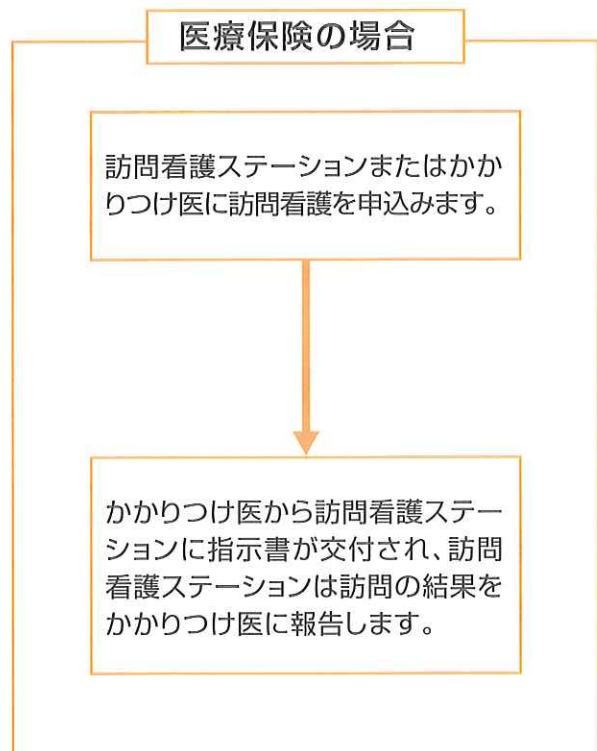 医療保険の場合
訪問看護ステーションまたはかか
りつけ医に訪問看護を申込みます。
かかりつけ医から訪問看護ステー
ションに指示書が交付され、訪問
看護ステーションは訪問の結果を
かかりつけ医に報告します。